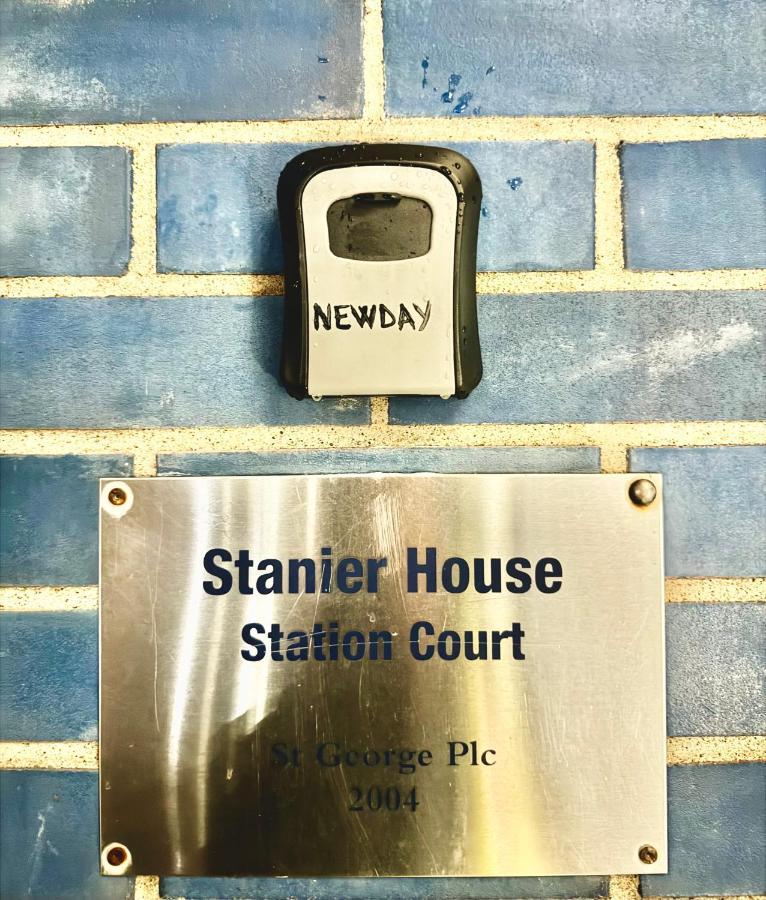 NEWDAY
Stanier House
Station Court
St George Plc
2004